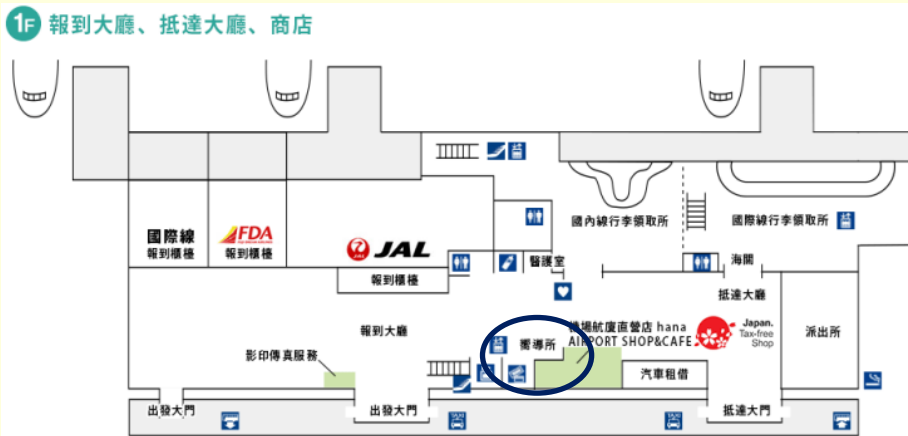 1F 報到大廳、抵達大廳、商店
國際線
報到櫃檯
FDA
報到櫃檯
JAL
報到櫃檯
醫護室
國內線行李領取所
國際線行李領取所
海關
抵達大廳
報到大廳
嚮導所
機場航廈直營店 hana
AIRPORT SHOP&CAFE
Japan.
Tax-free
Shop
派出所
影印傳真服務
汽車租借
出發大門
出發大門
抵達大門
TAXI
TAXI